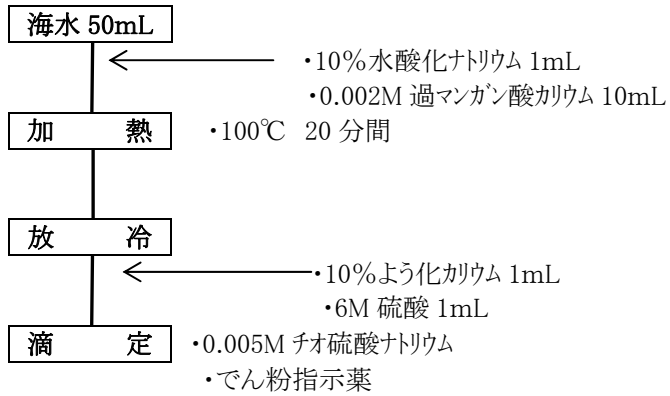 海水 50mL
・10％水酸化ナトリウム 1mL
・0.002M 過マンガン酸カリウム 10mL
加　　熱 ・100℃ 20 分間
放　　冷
・10％よう化カリウム 1mL
・6M 硫酸 1mL
滴　　定 ・0.005M チオ硫酸ナトリウム
・でん粉指示薬